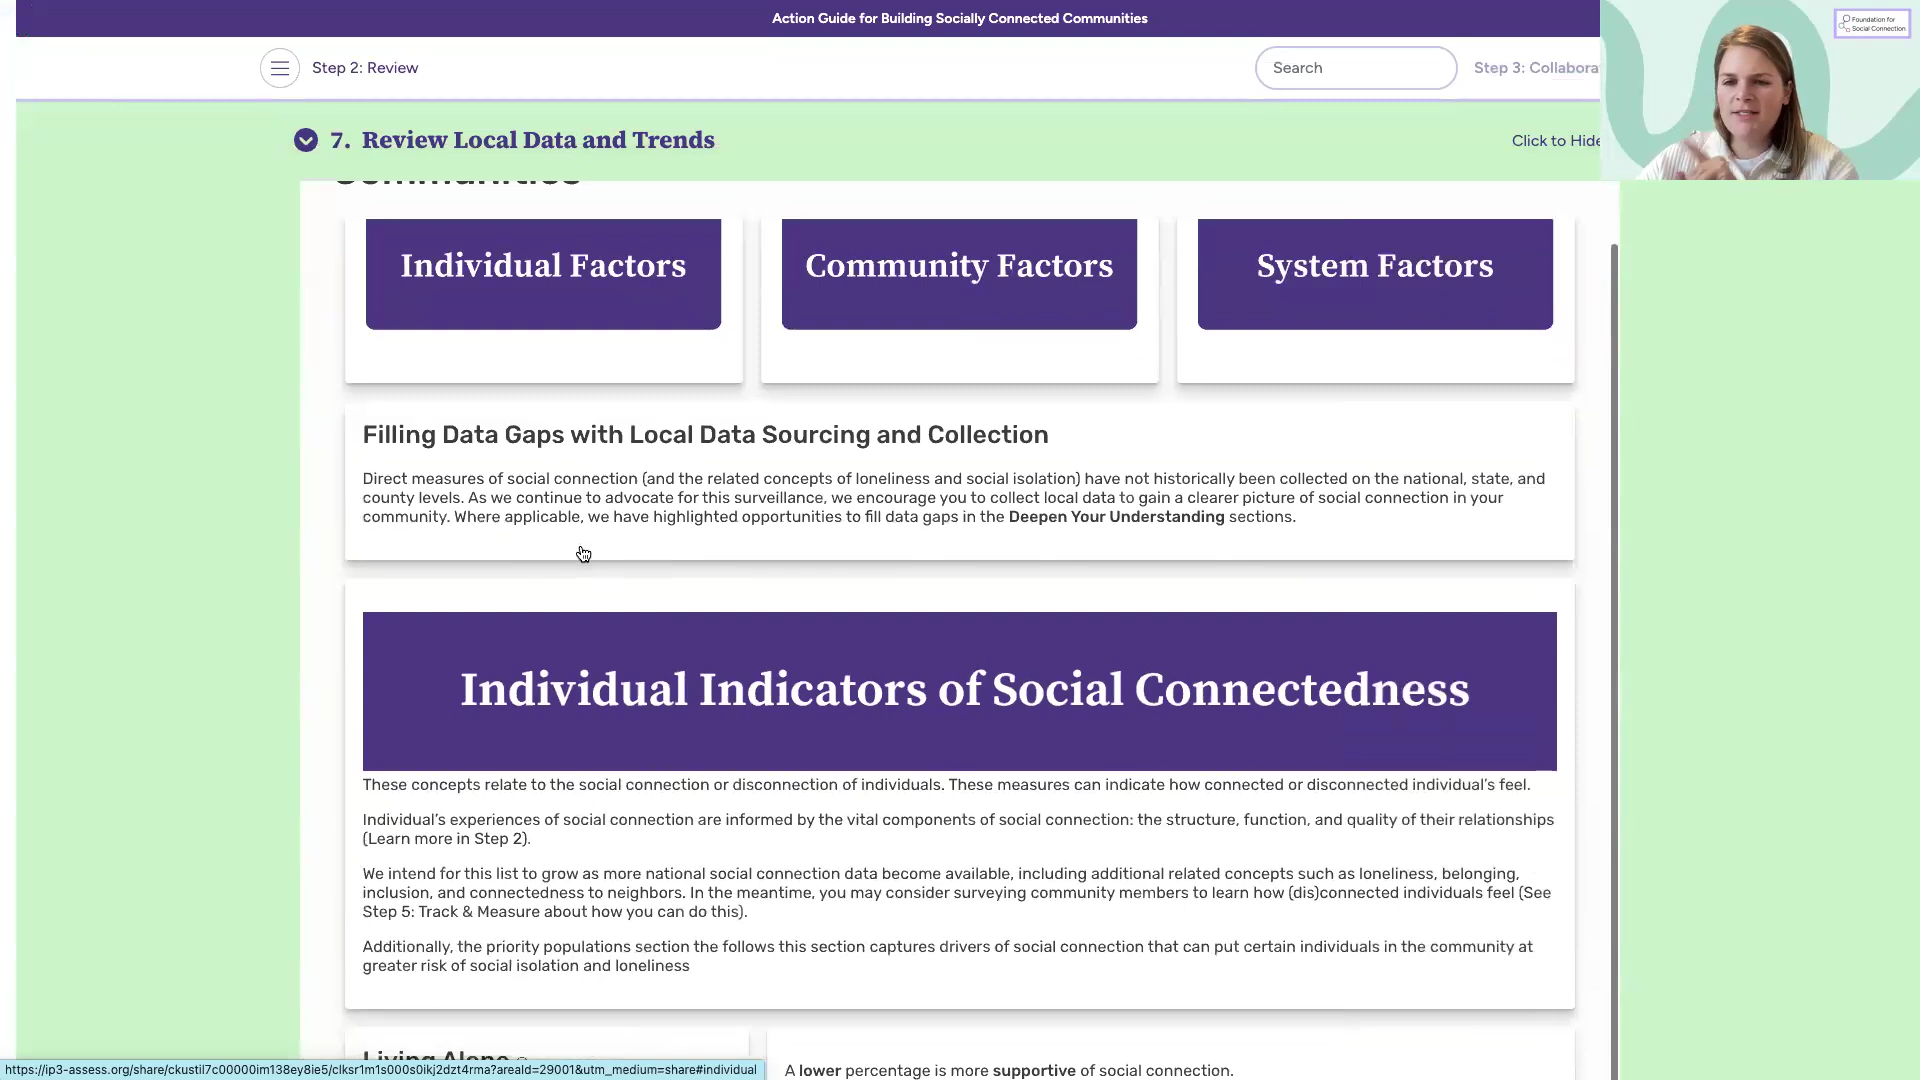 Action Guide for Building Socially Connected Communities
Foundation for
Social Connection
Step 2: Review
Search
Step 3: Collabora
7. Review Local Data and Trends
Click to Hide
Communities
Individual Factors
Community Factors
System Factors
Filling Data Gaps with Local Data Sourcing and Collection
Direct measures of social connection (and the related concepts of loneliness and social isolation) have not historically been collected on the national, state, and
county levels. As we continue to advocate for this surveillance, we encourage you to collect local data to gain a clearer picture of social connection in your
community. Where applicable, we have highlighted opportunities to fill data gaps in the Deepen Your Understanding sections.
Individual Indicators of Social Connectedness
These concepts relate to the social connection or disconnection of individuals. These measures can indicate how connected or disconnected individual's feel.
Individual's experiences of social connection are informed by the vital components of social connection: the structure, function, and quality of their relationships
(Learn more in Step 2).
We intend for this list to grow as more national social connection data become available, including additional related concepts such as loneliness, belonging,
inclusion, and connectedness to neighbors. In the meantime, you may consider surveying community members to learn how (dis)connected individuals feel (See
Step 5: Track & Measure about how you can do this).
Additionally, the priority populations section the follows this section captures drivers of social connection that can put certain individuals in the community at
greater risk of social isolation and loneliness
Living Alone
A lower percentage is more supportive of social connection.
https://ip3-assess.org/share/ckustil7c00000im138ey8ie5/clksr1m1s000s0ikj2dzt4rma?areaId=29001&utm_medium=share#individual